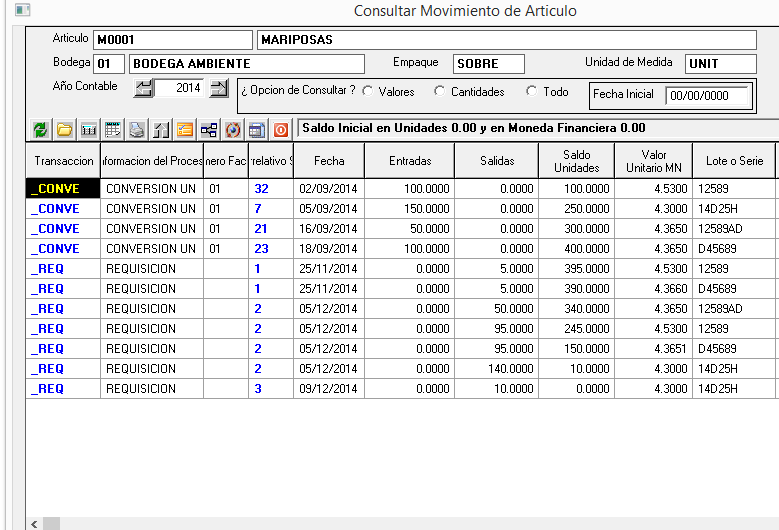 Consultar Movimiento de Articulo
Articulo M0001 MARIPOSAS
Bodega 01 BODEGA AMBIENTE Empaque SOBRE Unidad de Medida UNIT
Año Contable 2014 ¿ Opcion de Consultar ? Valores Cantidades Todo Fecha Inicial 00/00/0000
Saldo Inicial en Unidades 0.00 y en Moneda Financiera 0.00
Transaccion nformacion del Proces nero Fac rrelativo S Fecha Entradas Salidas Saldo Unidades Valor Unitario MN Lote o Serie
_CONVE CONVERSION UN 01 32 02/09/2014 100.0000 0.0000 100.0000 4.5300 12589
_CONVE CONVERSION UN 01 7 05/09/2014 150.0000 0.0000 250.0000 4.3000 14D25H
_CONVE CONVERSION UN 01 21 16/09/2014 50.0000 0.0000 300.0000 4.3650 12589AD
_CONVE CONVERSION UN 01 23 18/09/2014 100.0000 0.0000 400.0000 4.3650 D45689
_REQ REQUISICION 1 25/11/2014 0.0000 5.0000 395.0000 4.5300 12589
_REQ REQUISICION 1 25/11/2014 0.0000 5.0000 390.0000 4.3660 D45689
_REQ REQUISICION 2 05/12/2014 0.0000 50.0000 340.0000 4.3650 12589AD
_REQ REQUISICION 2 05/12/2014 0.0000 95.0000 245.0000 4.5300 12589
_REQ REQUISICION 2 05/12/2014 0.0000 95.0000 150.0000 4.3651 D45689
_REQ REQUISICION 2 05/12/2014 0.0000 140.0000 10.0000 4.3000 14D25H
_REQ REQUISICION 3 09/12/2014 0.0000 10.0000 0.0000 4.3000 14D25H